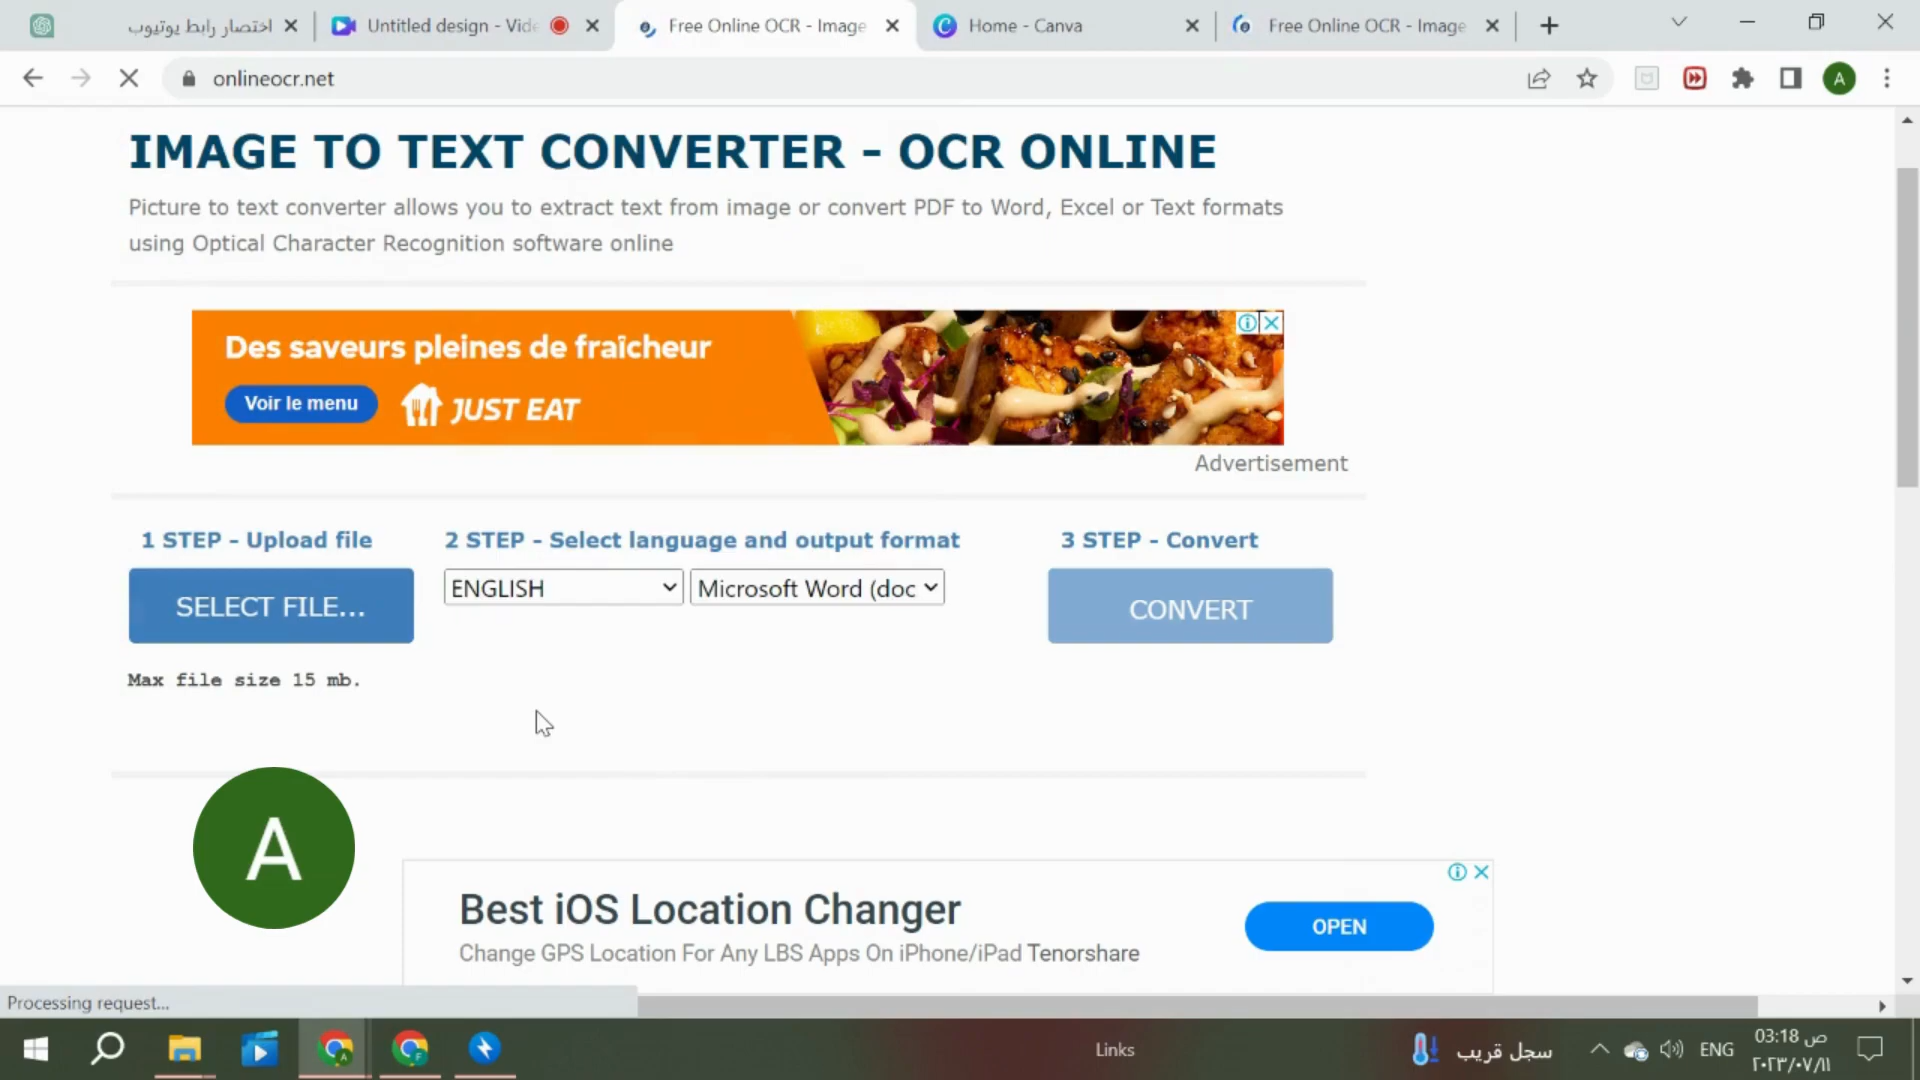 اختصار رابط يوتيوب
Untitled design - Vide
Free Online OCR - Image
Home - Canva
Free Online OCR - Image
onlineocr.net
A
IMAGE TO TEXT CONVERTER - OCR ONLINE
Picture to text converter allows you to extract text from image or convert PDF to Word, Excel or Text formats
using Optical Character Recognition software online
Des saveurs pleines de fraîcheur
Voir le menu
JUST EAT
Advertisement
1 STEP - Upload file
2 STEP - Select language and output format
3 STEP - Convert
SELECT FILE...
ENGLISH
Microsoft Word (doc
CONVERT
Max file size 15 mb.
A
Best iOS Location Changer
Change GPS Location For Any LBS Apps On iPhone/iPad Tenorshare
OPEN
Processing request...
Links
سجل قريب
ENG
03:18 ص
٢٠٢٣/٠٧/١١